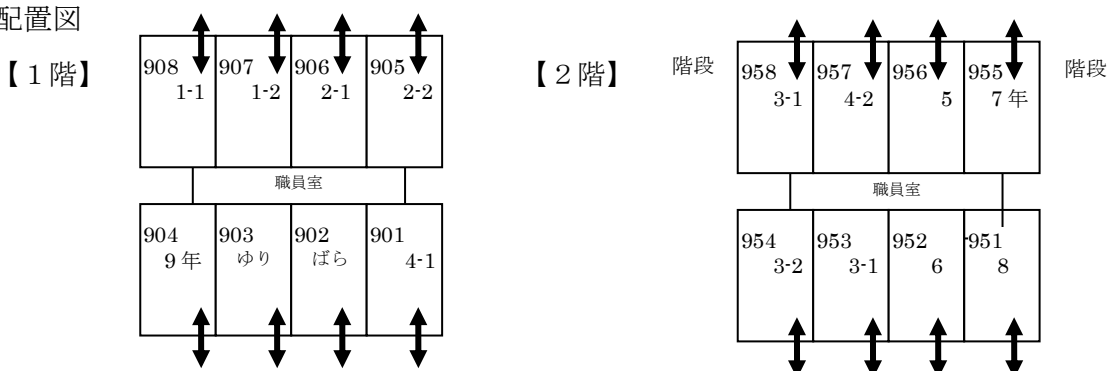 配置図
【1階】
908 907 906 905
1-1 1-2 2-1 2-2
職員室
904 903 902 901
9年 ゆり ばら 4-1
【2階】
階段 958 957 956 955 階段
3-1 4-2 5 7年
職員室
954 953 952 951
3-2 3-1 6 8